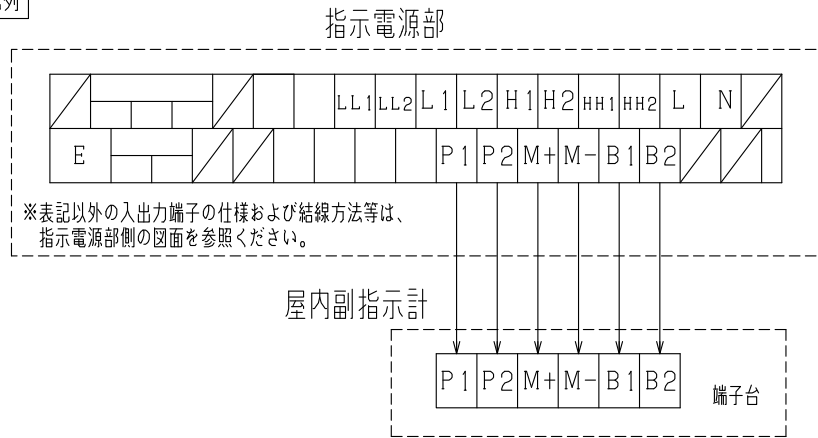 指示電源部
LL1 LL2 L1 L2 H1 H2 HH1 HH2 L N
E P1 P2 M+ M- B1 B2
※表記以外の入出力端子の仕様および結線方法等は、
指示電源部側の図面を参照ください。
屋内副指示計
P1 P2 M+ M- B1 B2
端子台